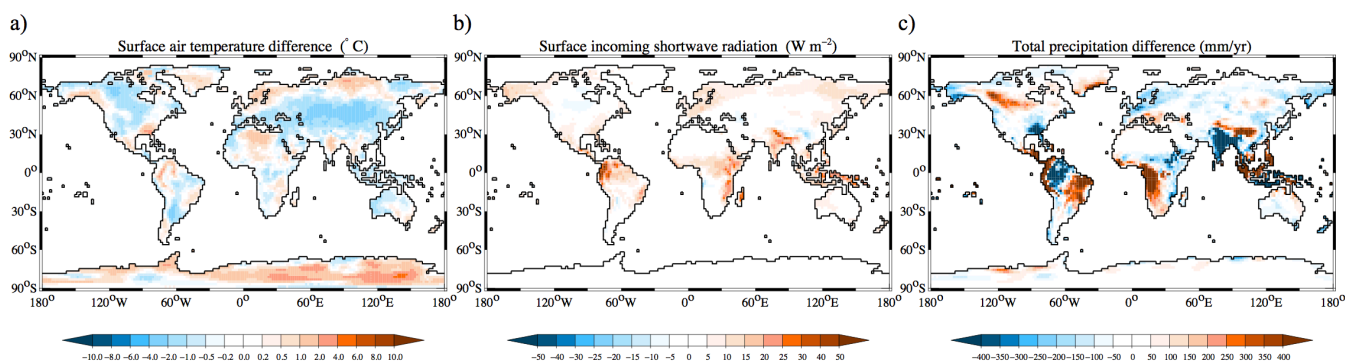 a)
Surface air temperature difference (°C)
90°N
60°N
30°N
0°
30°S
60°S
90°S
180°
120°W
60°W
0°
60°E
120°E
180°
−10.0 −8.0 −6.0 −4.0 −2.0 −1.0 −0.5 −0.2 0.0 0.2 0.5 1.0 2.0 4.0 6.0 8.0 10.0
b)
Surface incoming shortwave radiation (W m⁻²)
90°N
60°N
30°N
0°
30°S
60°S
90°S
180°
120°W
60°W
0°
60°E
120°E
180°
−50 −40 −30 −25 −20 −15 −10 −5 0 5 10 15 20 25 30 40 50
c)
Total precipitation difference (mm/yr)
90°N
60°N
30°N
0°
30°S
60°S
90°S
180°
120°W
60°W
0°
60°E
120°E
180°
−400 −350 −300 −250 −200 −150 −100 −50 0 50 100 150 200 250 300 350 400